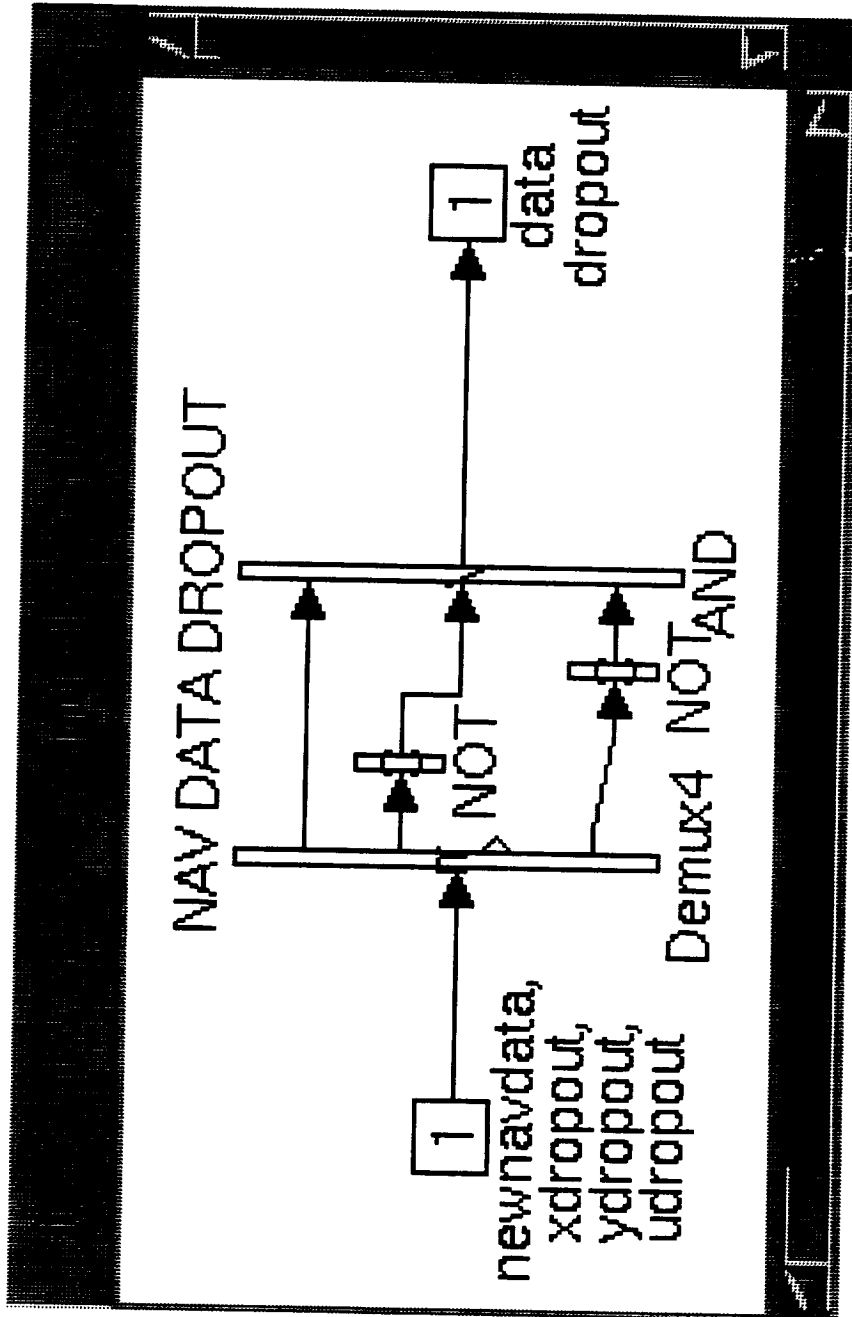 NAV DATA DROPOUT
1
newnavdata,
xdropout,
ydropout,
udropout
Demux4
NOT
NOT
AND
1
data
dropout